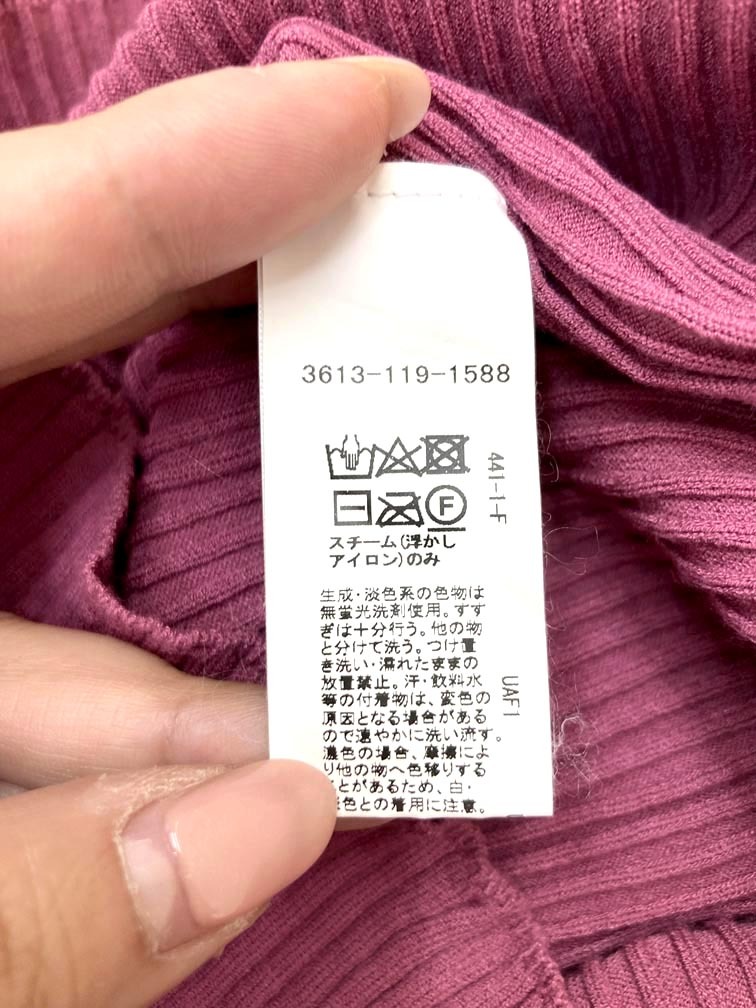 3613-119-1588
441-1-F
F
スチーム(浮かし
アイロン)のみ
生成・淡色系の色物は
無蛍光洗剤使用。すす
ぎは十分行う。他の物
と分けて洗う。つけ置
き洗い・濡れたままの
放置禁止。汗・飲料水
等の付着物は、変色の
原因となる場合がある
ので速やかに洗い流す。
濃色の場合、摩擦によ
り他の物へ色移りする
とがあるため、白・
色との着用に注意。
UAF1